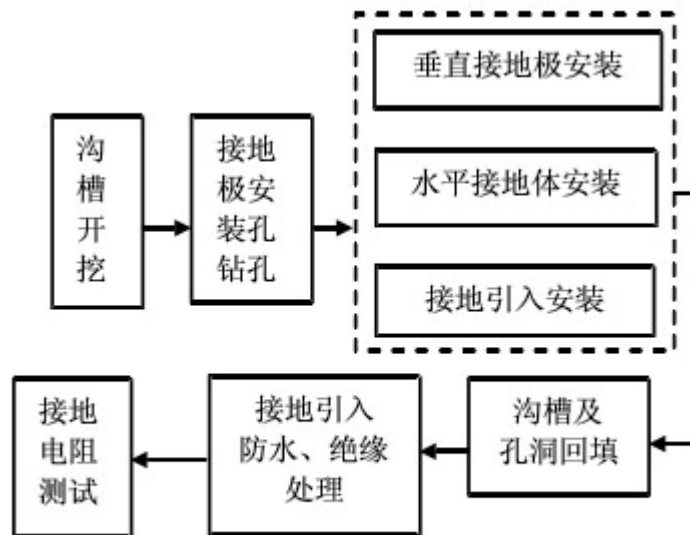 沟
槽
开
挖
接地
极安
装孔
钻孔
垂直接地极安装
水平接地体安装
接地引入安装
沟槽及
孔洞回填
接地引入
防水、绝缘
处理
接地
电阻
测试